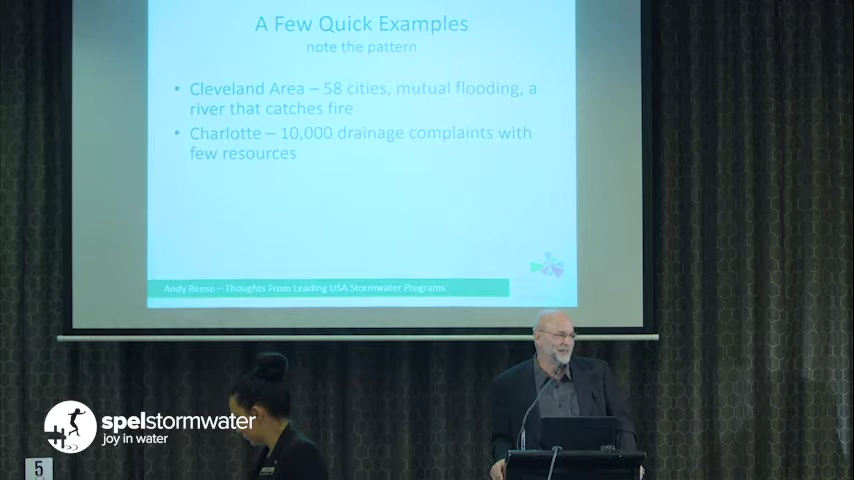 A Few Quick Examples
note the pattern
• Cleveland Area – 58 cities, mutual flooding, a
river that catches fire
• Charlotte – 10,000 drainage complaints with
few resources
Andy Reese – Thoughts From Leading USA Stormwater Programs
spelstormwater
joy in water
5